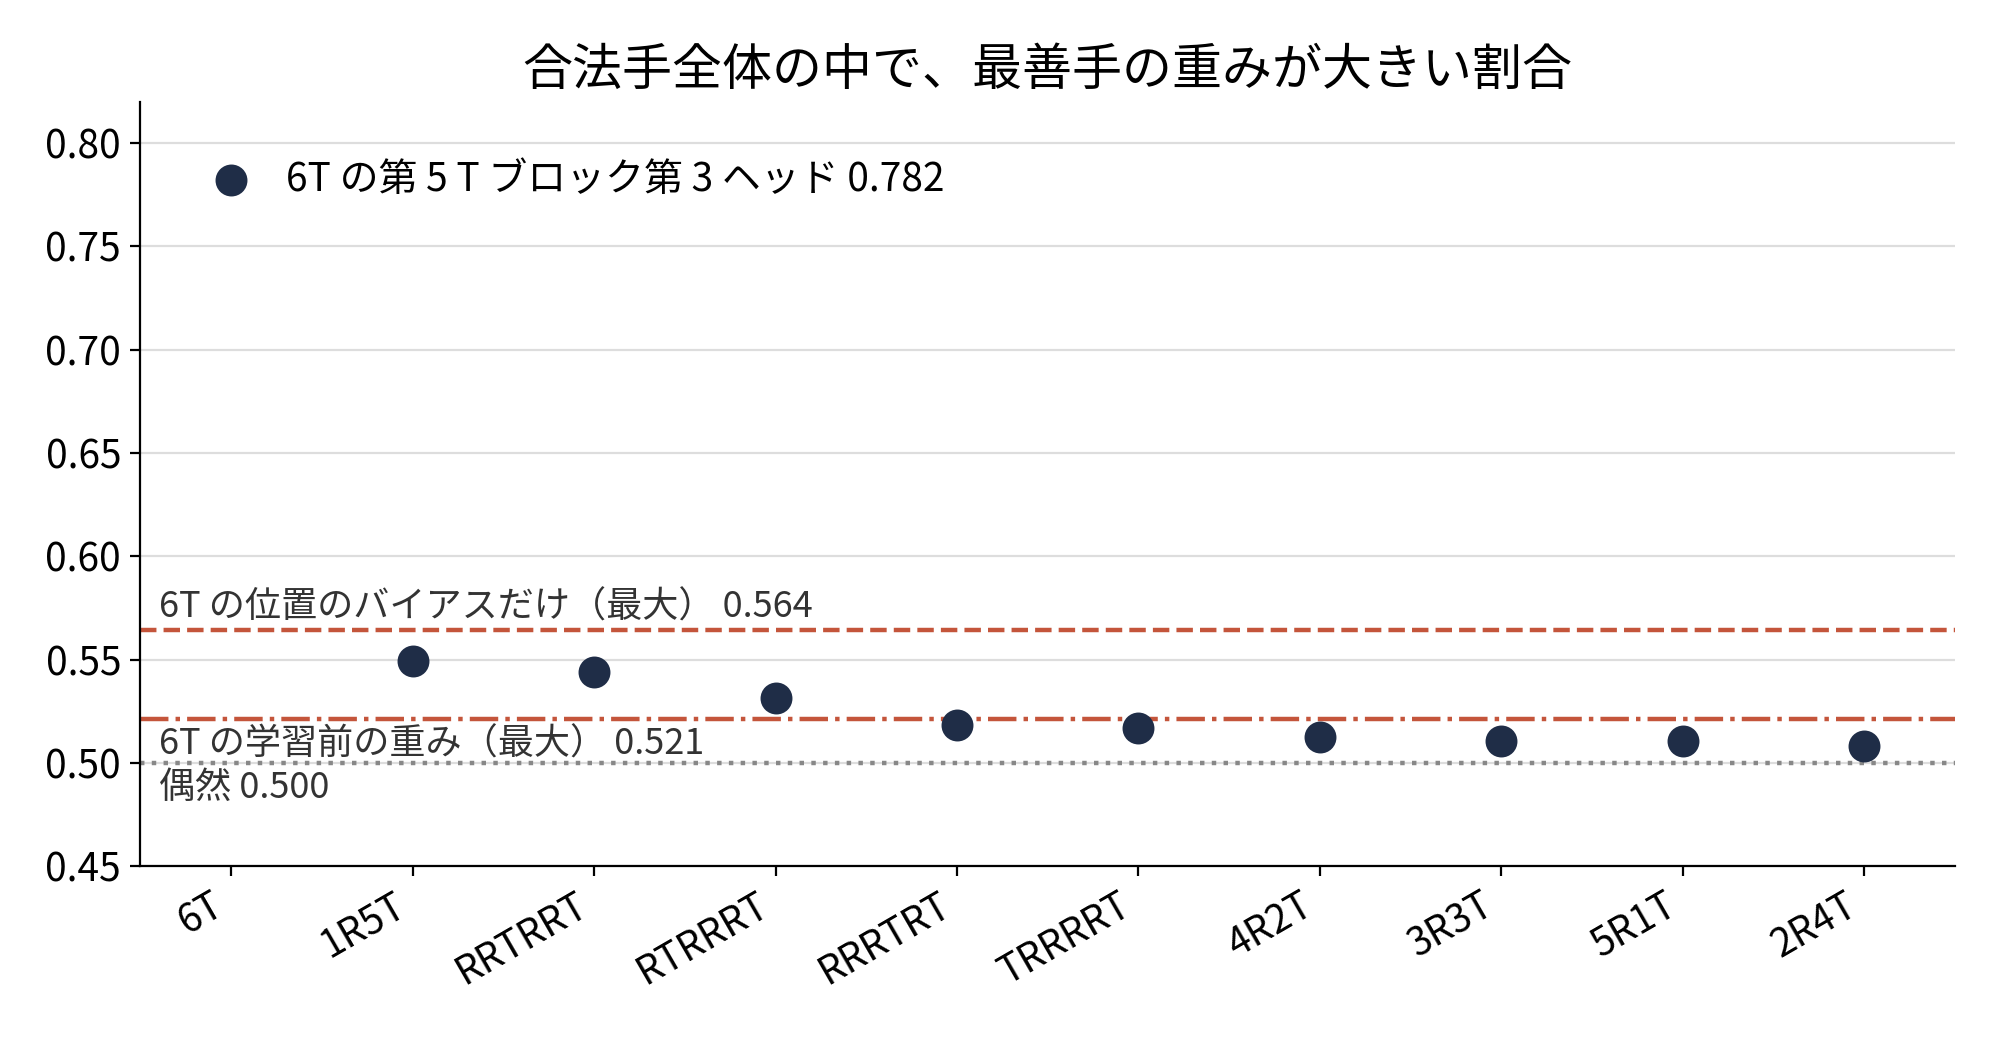 合法手全体の中で、最善手の重みが大きい割合
0.80
6T の第 5 T ブロック第 3 ヘッド 0.782
0.75
0.70
0.65
0.60
6T の位置のバイアスだけ（最大） 0.564
0.55
6T の学習前の重み（最大） 0.521
0.50
偶然 0.500
0.45
6T
1R5T
RRTRRT
RTRRRT
RRRTRT
TRRRRT
4R2T
3R3T
5R1T
2R4T